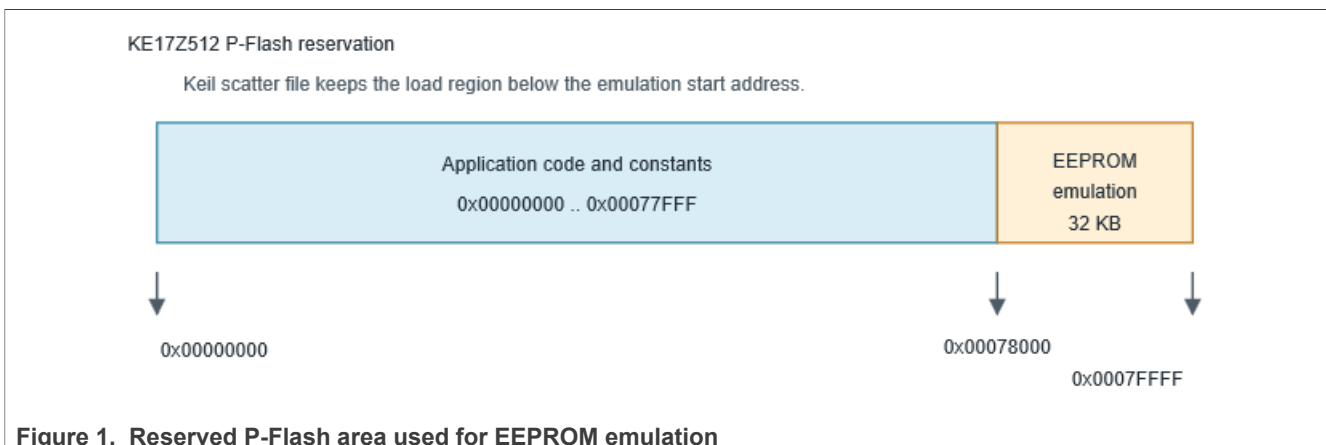 KE17Z512 P-Flash reservation
Keil scatter file keeps the load region below the emulation start address.
Application code and constants
0x00000000 .. 0x00077FFF
EEPROM
emulation
32 KB
0x00000000
0x00078000
0x0007FFFF
Figure 1. Reserved P-Flash area used for EEPROM emulation